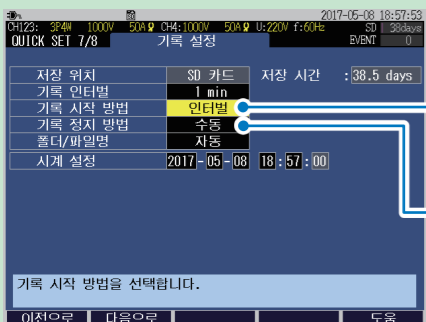 2017-05-08 18:57:53
CH123: 3P4W 1000V 50A CH4:1000V 50A U:220V f:60Hz SD 38days
QUICK SET 7/8 기록 설정 EVENT 0
저장 위치 SD 카드 저장 시간 :38.5 days
기록 인터벌 1 min
기록 시작 방법 인터벌
기록 정지 방법 수동
폴더/파일명 자동
시계 설정 2017-05-08 18:57:00
기록 시작 방법을 선택합니다.
이전으로 다음으로 도움